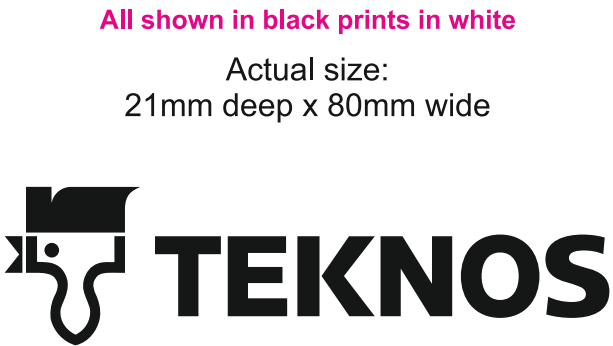 All shown in black prints in white
Actual size:
21mm deep x 80mm wide
TEKNOS